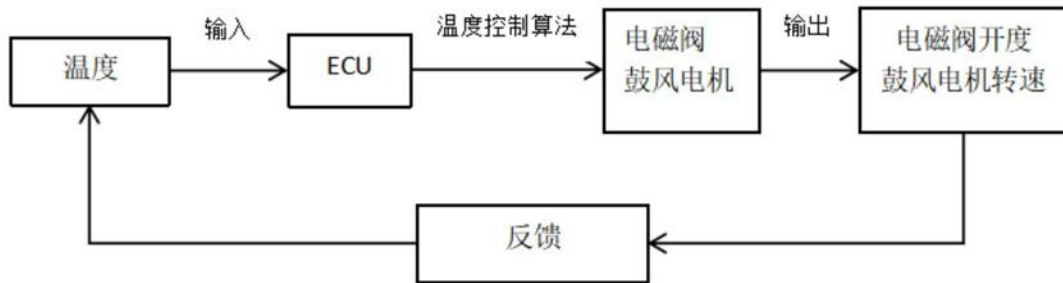 输入
温度控制算法
输出
温度
ECU
电磁阀
鼓风电机
电磁阀开度
鼓风电机转速
反馈